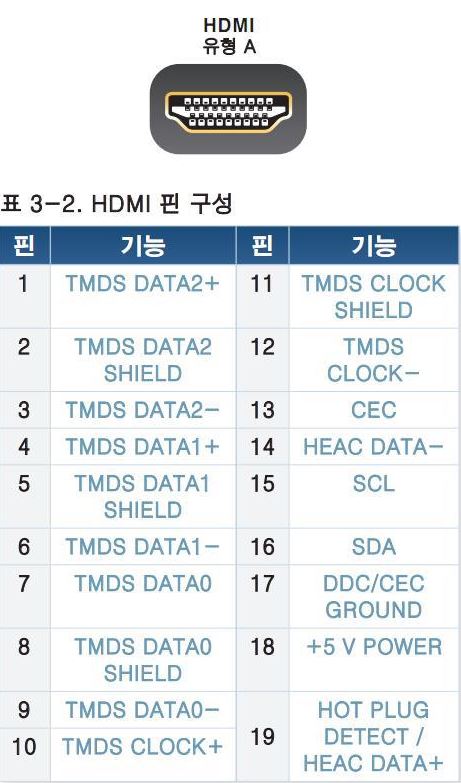 HDMI
유형 A
표 3-2. HDMI 핀 구성
핀 기능 핀 기능
1 TMDS DATA2+ 11 TMDS CLOCK
SHIELD
2 TMDS DATA2
SHIELD 12 TMDS
CLOCK-
3 TMDS DATA2- 13 CEC
4 TMDS DATA1+ 14 HEAC DATA-
5 TMDS DATA1
SHIELD 15 SCL
6 TMDS DATA1- 16 SDA
7 TMDS DATA0 17 DDC/CEC
GROUND
8 TMDS DATA0
SHIELD 18 +5 V POWER
9 TMDS DATA0-
10 TMDS CLOCK+
19 HOT PLUG
DETECT /
HEAC DATA+